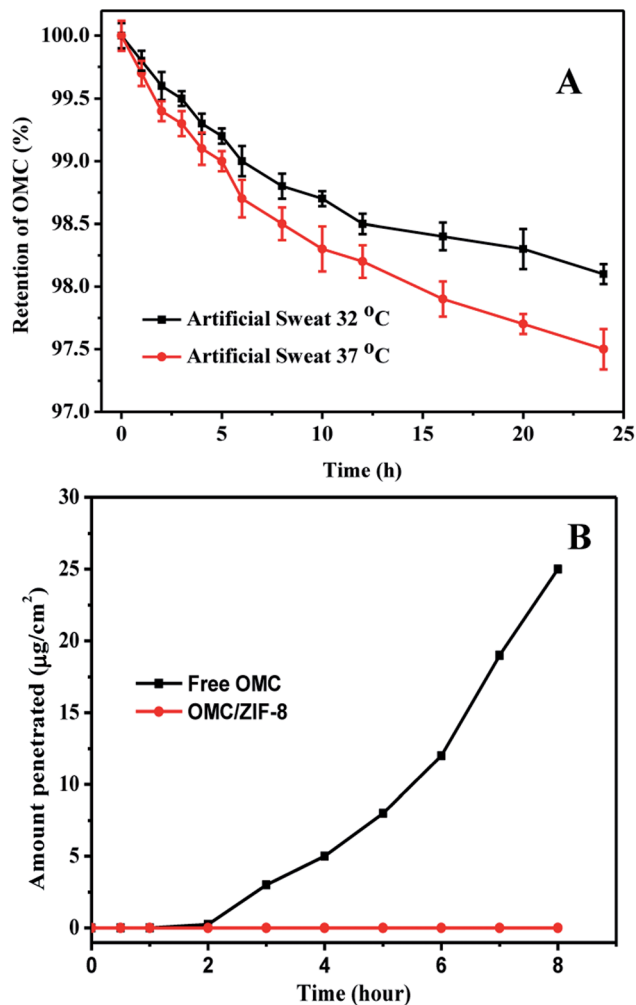 A
100.0
99.5
99.0
98.5
98.0
97.5
97.0
Retention of OMC (%)
Artificial Sweat 32 °C
Artificial Sweat 37 °C
0 5 10 15 20 25
Time (h)
B
30
25
20
15
10
5
0
Amount penetrated (µg/cm²)
Free OMC
OMC/ZIF-8
0 2 4 6 8
Time (hour)